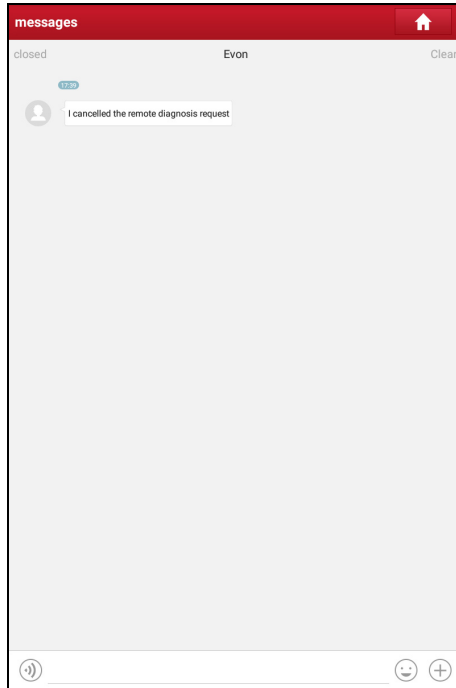 messages
closed
Evon
Clear
17:39
I cancelled the remote diagnosis request